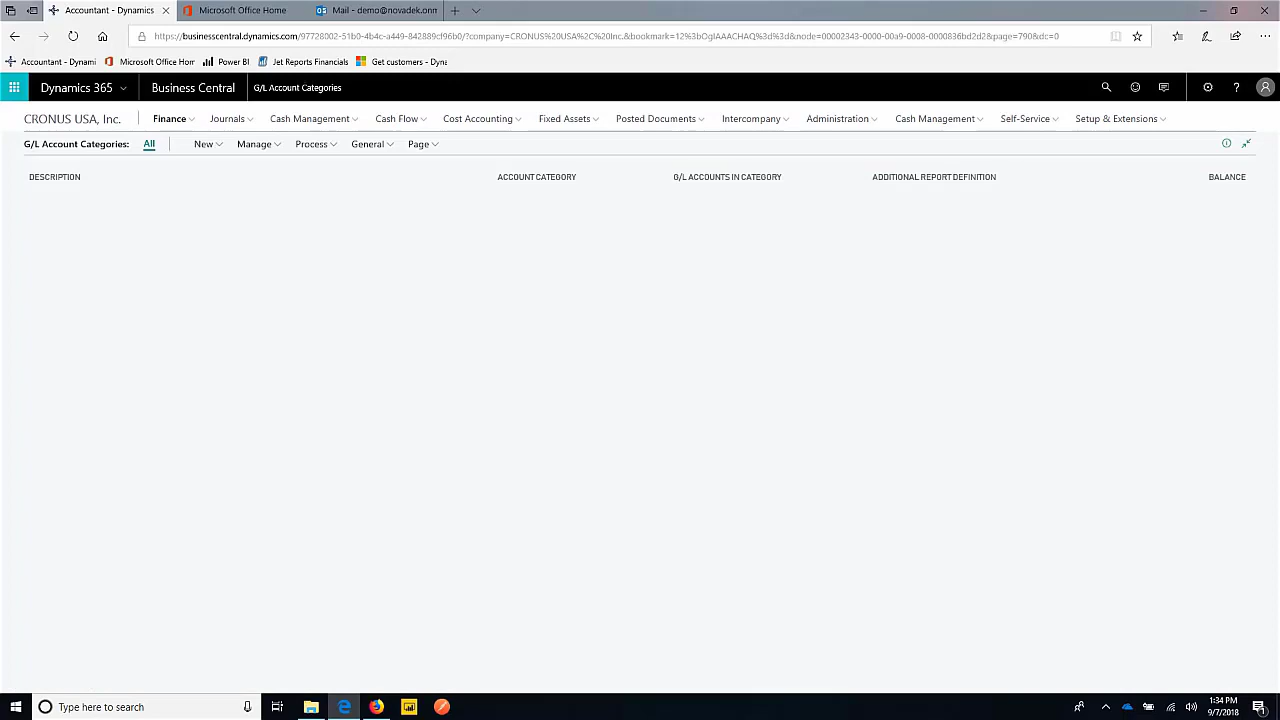 Accountant - Dynamics
Microsoft Office Home
Mail - demo@novadek.onm
https://businesscentral.dynamics.com/97728002-51b0-4b4c-a449-842889cf96b0/?company=CRONUS%20USA%2C%20Inc.&bookmark=12%3bCgIAAACHAQ%3d%3d&node=00002343-0000-00a9-0008-0000836bd2d2&page=790&dc=0
Accountant - Dynami
Microsoft Office Hom
Power BI
Jet Reports Financials
Get customers - Dyna
Dynamics 365
Business Central
G/L Account Categories
CRONUS USA, Inc.
Finance
Journals
Cash Management
Cash Flow
Cost Accounting
Fixed Assets
Posted Documents
Intercompany
Administration
Cash Management
Self-Service
Setup & Extensions
G/L Account Categories:
All
New
Manage
Process
General
Page
DESCRIPTION
ACCOUNT CATEGORY
G/L ACCOUNTS IN CATEGORY
ADDITIONAL REPORT DEFINITION
BALANCE
Type here to search
1:34 PM
9/7/2018